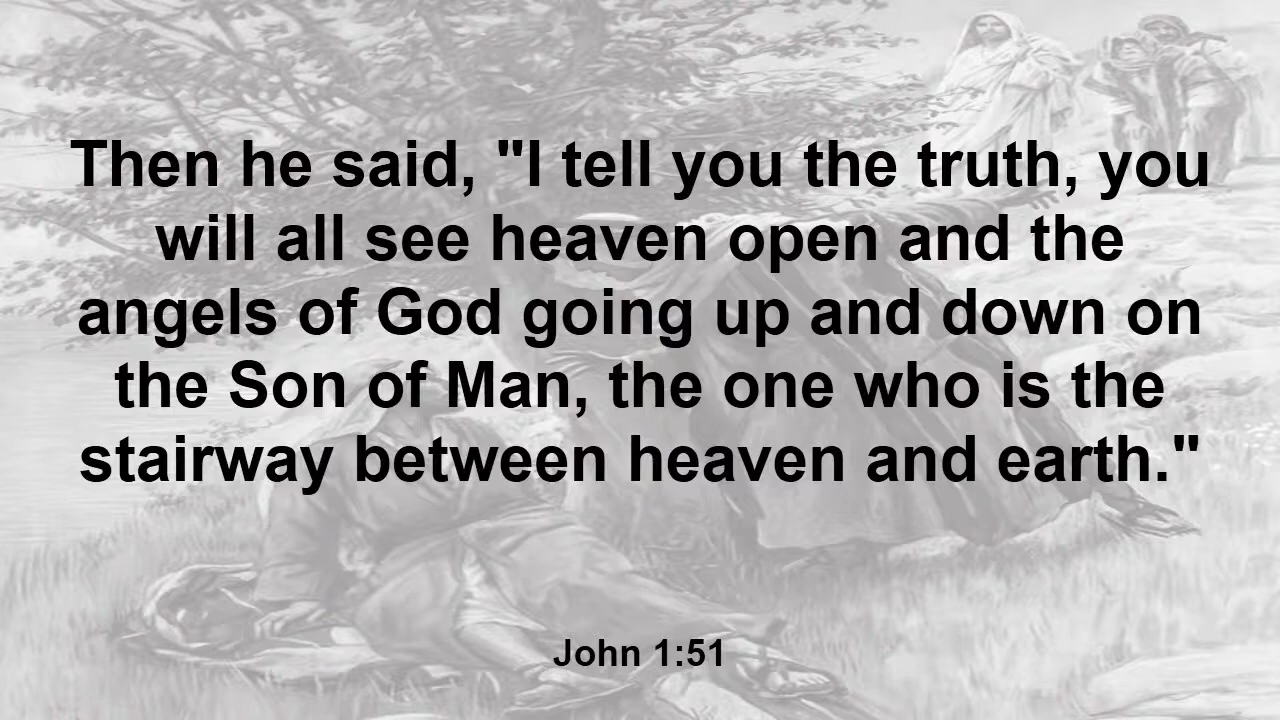 Then he said, "I tell you the truth, you
will all see heaven open and the
angels of God going up and down on
the Son of Man, the one who is the
stairway between heaven and earth."
John 1:51